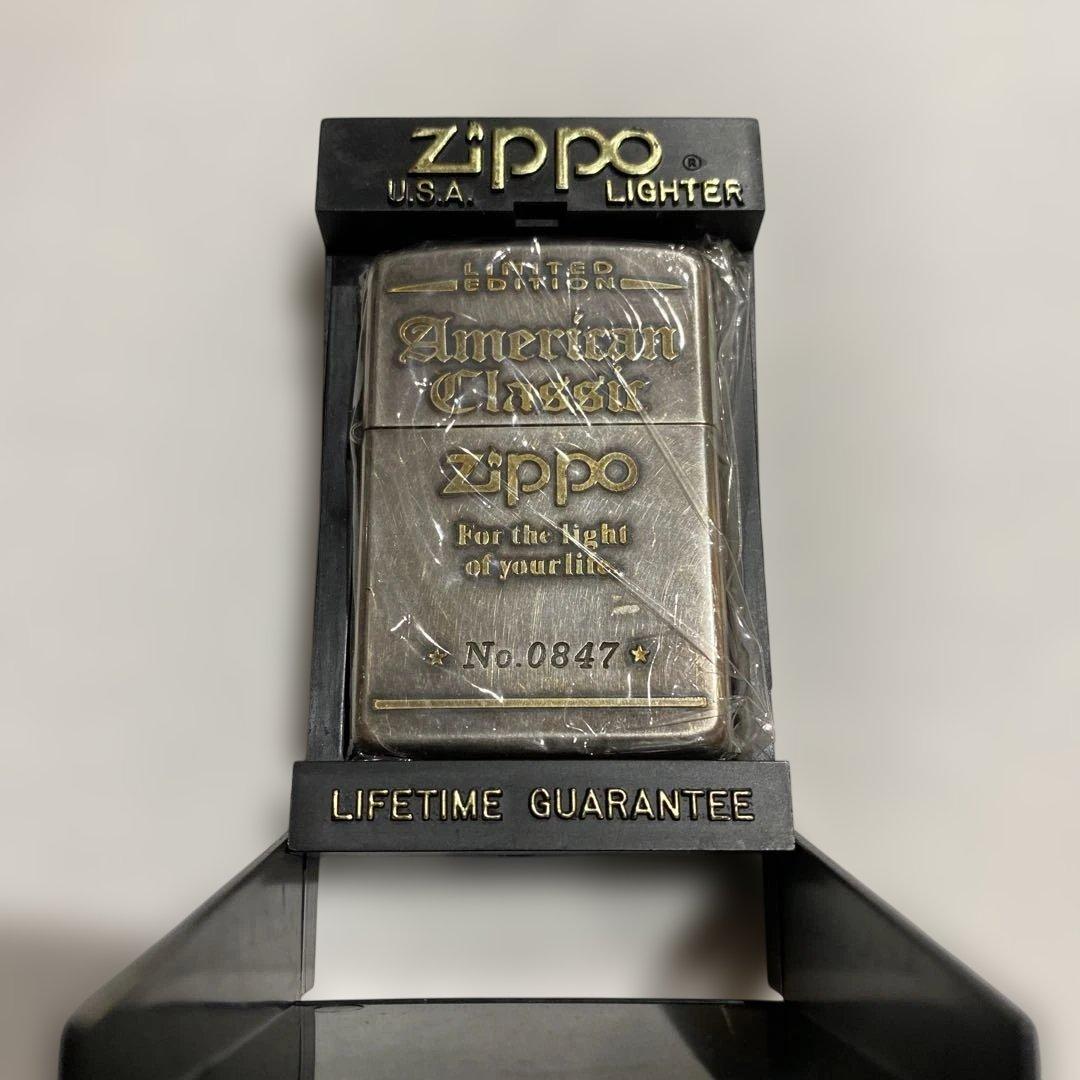 Zippo ®
U.S.A. LIGHTER
LIMITED
EDITION
American
Classic
Zippo
For the light
of your life.
★ No.0847 ★
LIFETIME GUARANTEE